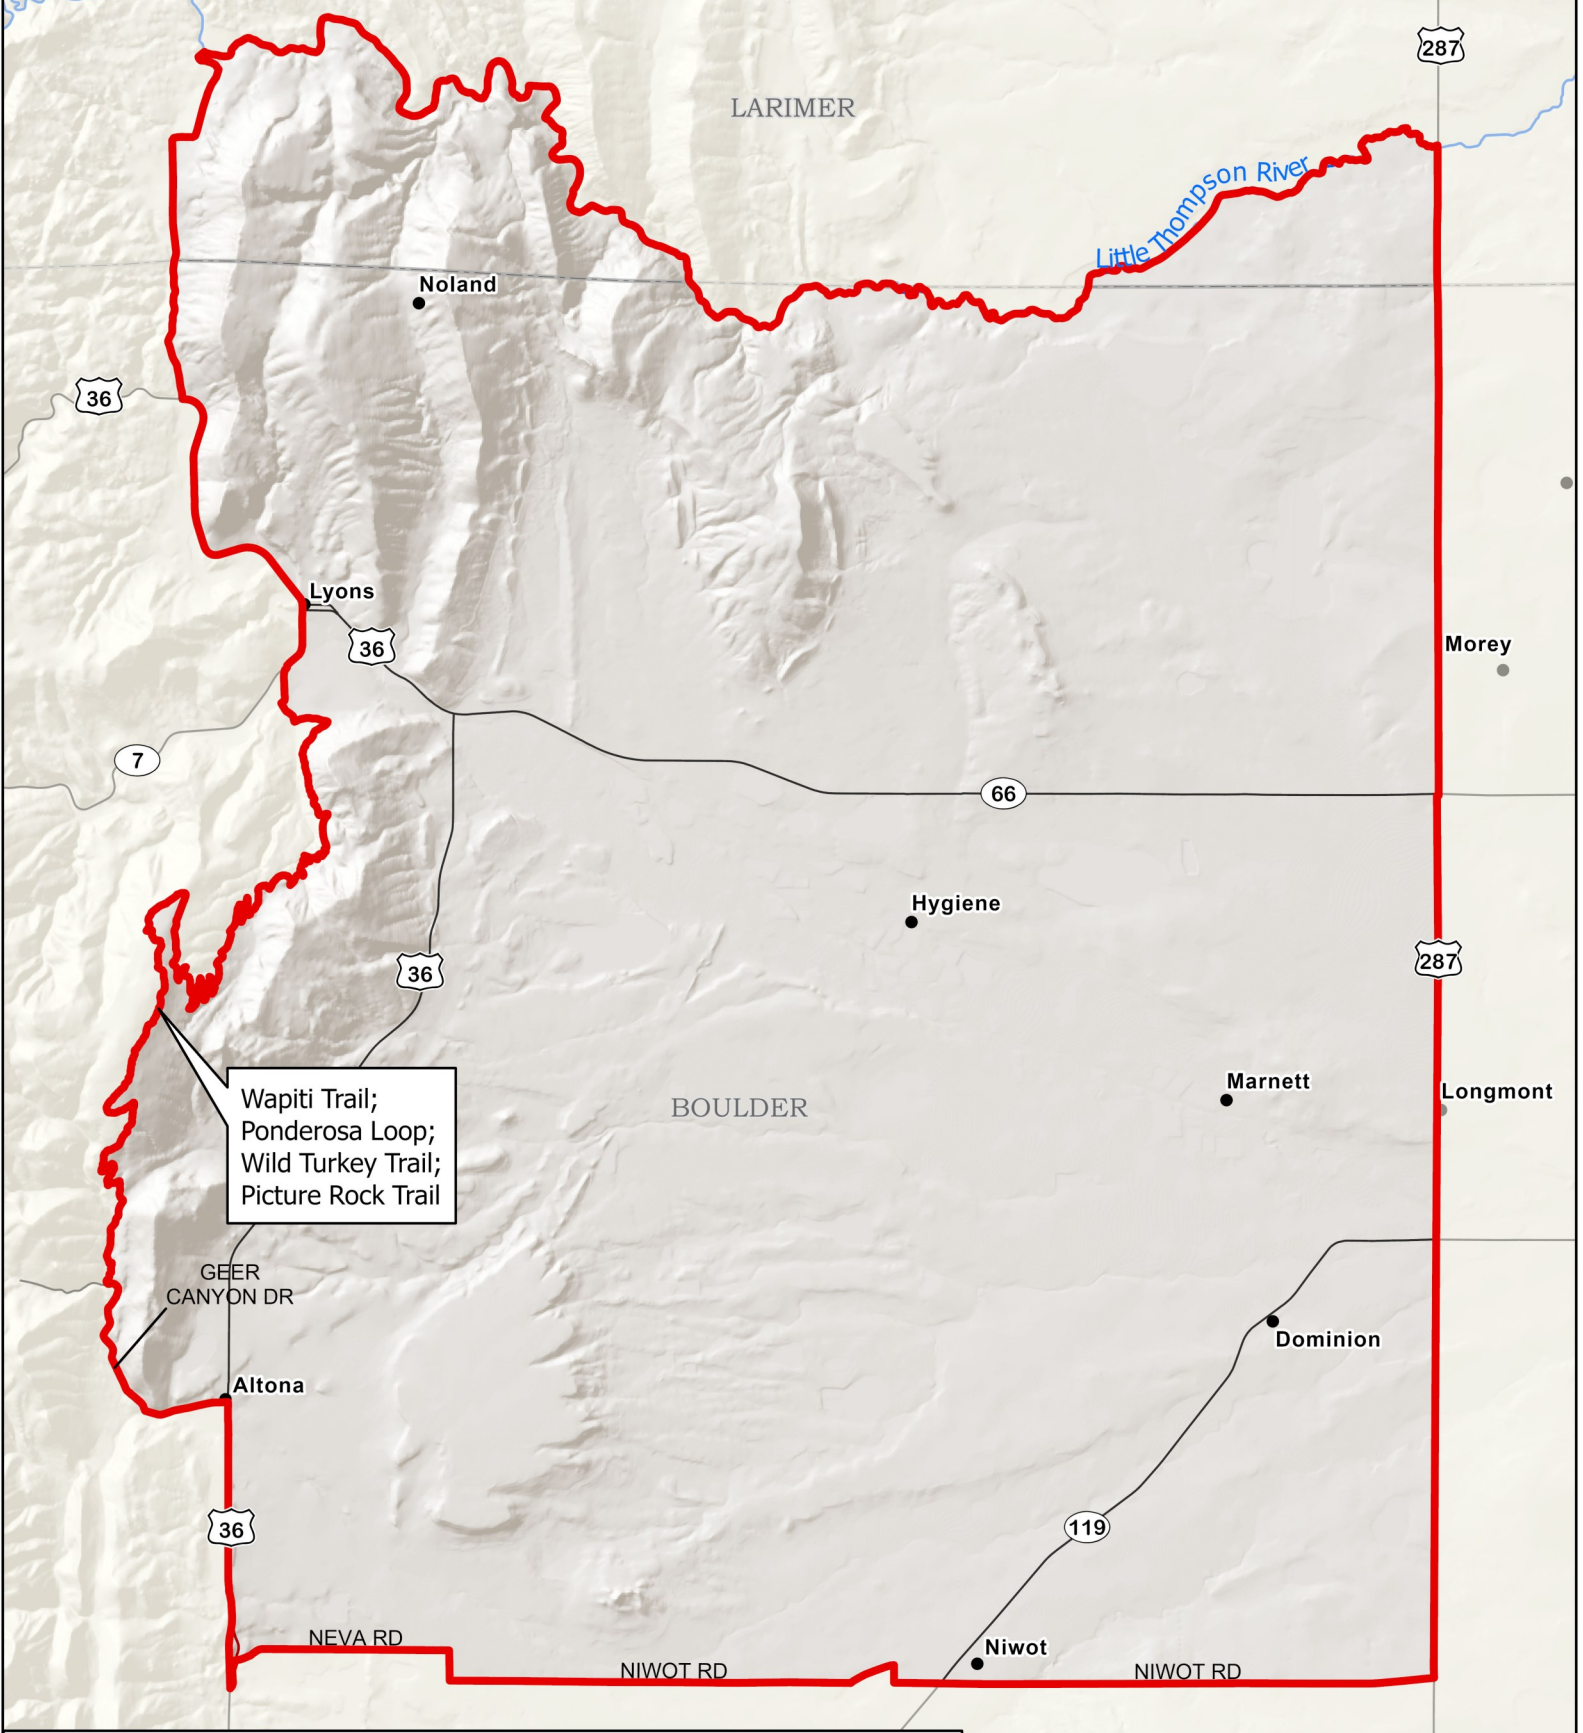 287
LARIMER
Little Thompson River
Noland
36
Lyons
36
Morey
7
66
Hygiene
287
36
Marnett
Longmont
Wapiti Trail;
Ponderosa Loop;
Wild Turkey Trail;
Picture Rock Trail
BOULDER
GEER
CANYON DR
Dominion
Altona
119
36
NEVA RD
Niwot
NIWOT RD
NIWOT RD